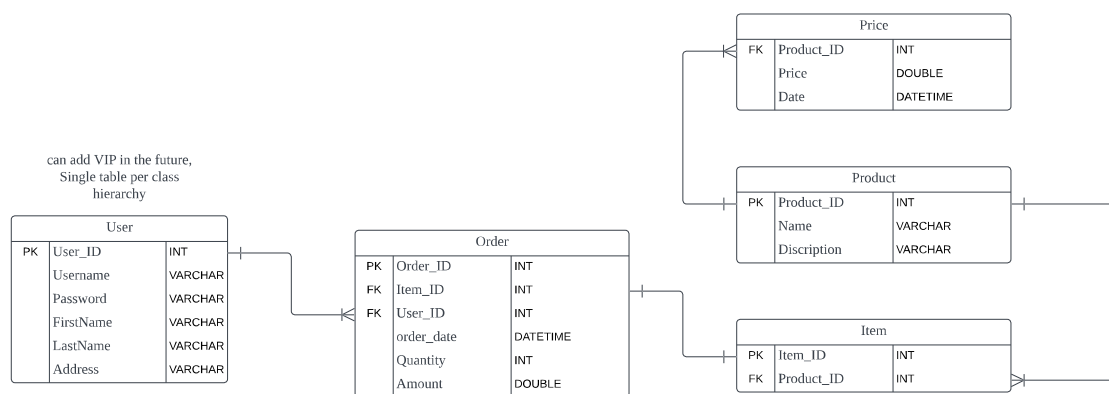 Price
FK Product_ID INT
Price DOUBLE
Date DATETIME
can add VIP in the future,
Single table per class
hierarchy
Product
PK Product_ID INT
Name VARCHAR
Discription VARCHAR
User
PK User_ID INT
Username VARCHAR
Password VARCHAR
FirstName VARCHAR
LastName VARCHAR
Address VARCHAR
Order
PK Order_ID INT
FK Item_ID INT
FK User_ID INT
order_date DATETIME
Quantity INT
Amount DOUBLE
Item
PK Item_ID INT
FK Product_ID INT